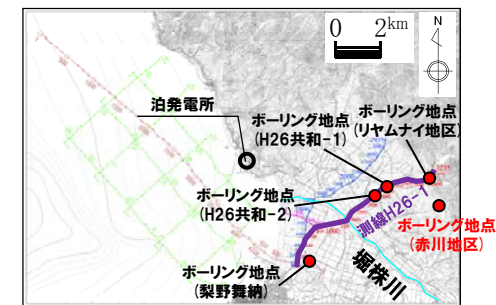 0 2km
N
泊発電所
ボーリング地点
(H26共和-1)
ボーリング地点
(リヤムナイ地区)
ボーリング地点
(H26共和-2)
測線H26-1
ボーリング地点
(赤川地区)
堀株川
ボーリング地点
(梨野舞納)